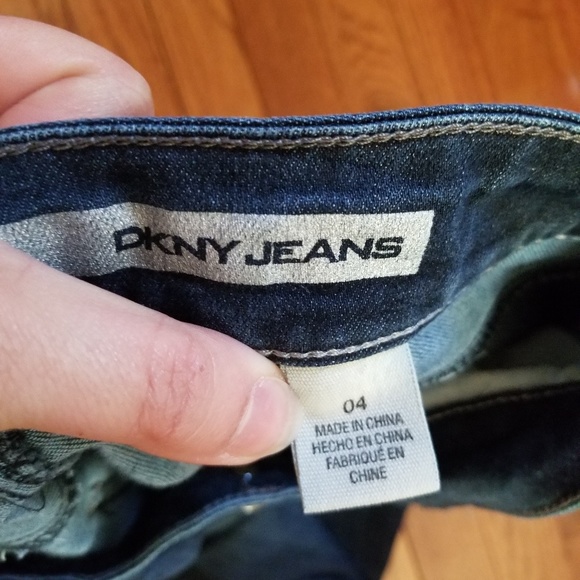 DKNY JEANS
04
MADE IN CHINA
HECHO EN CHINA
FABRIQUÉ EN
CHINE